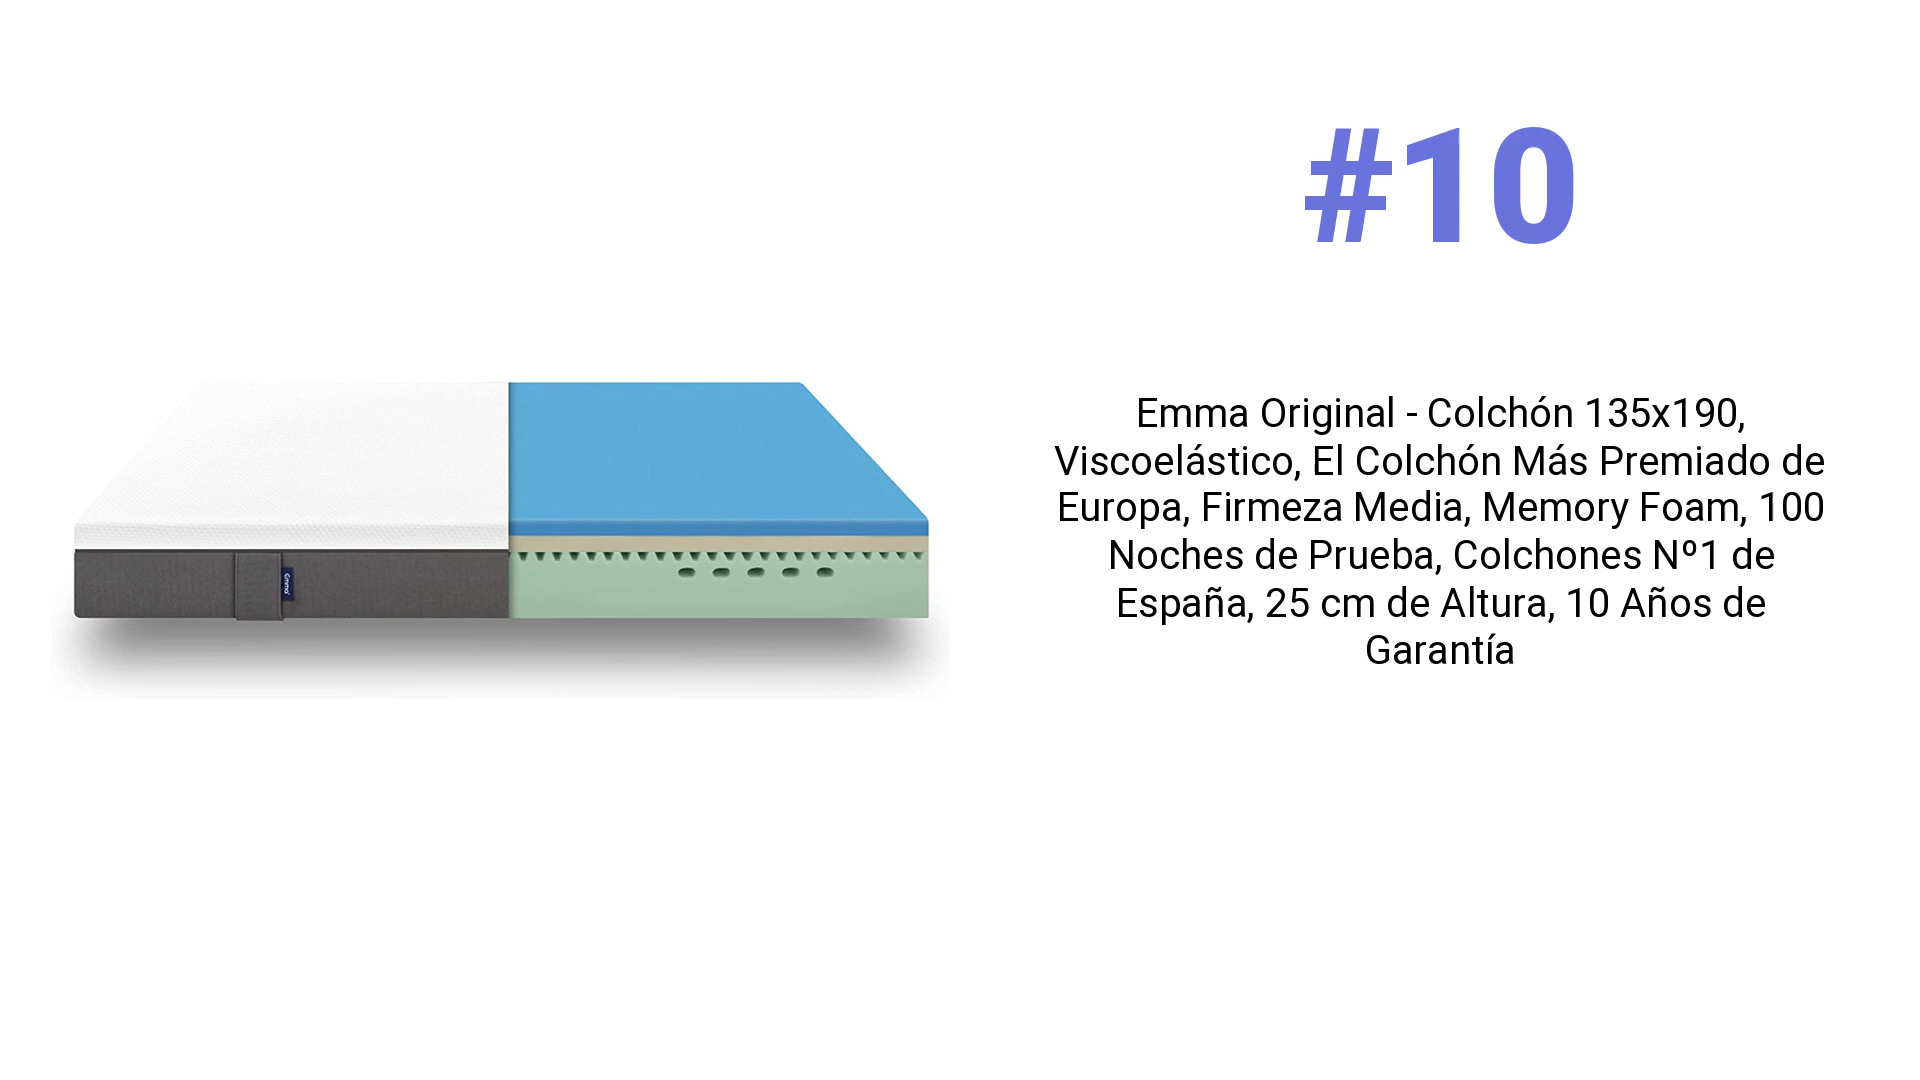 #10
Emma Original - Colchón 135x190,
Viscoelástico, El Colchón Más Premiado de
Europa, Firmeza Media, Memory Foam, 100
Noches de Prueba, Colchones Nº1 de
España, 25 cm de Altura, 10 Años de
Garantía
Emma